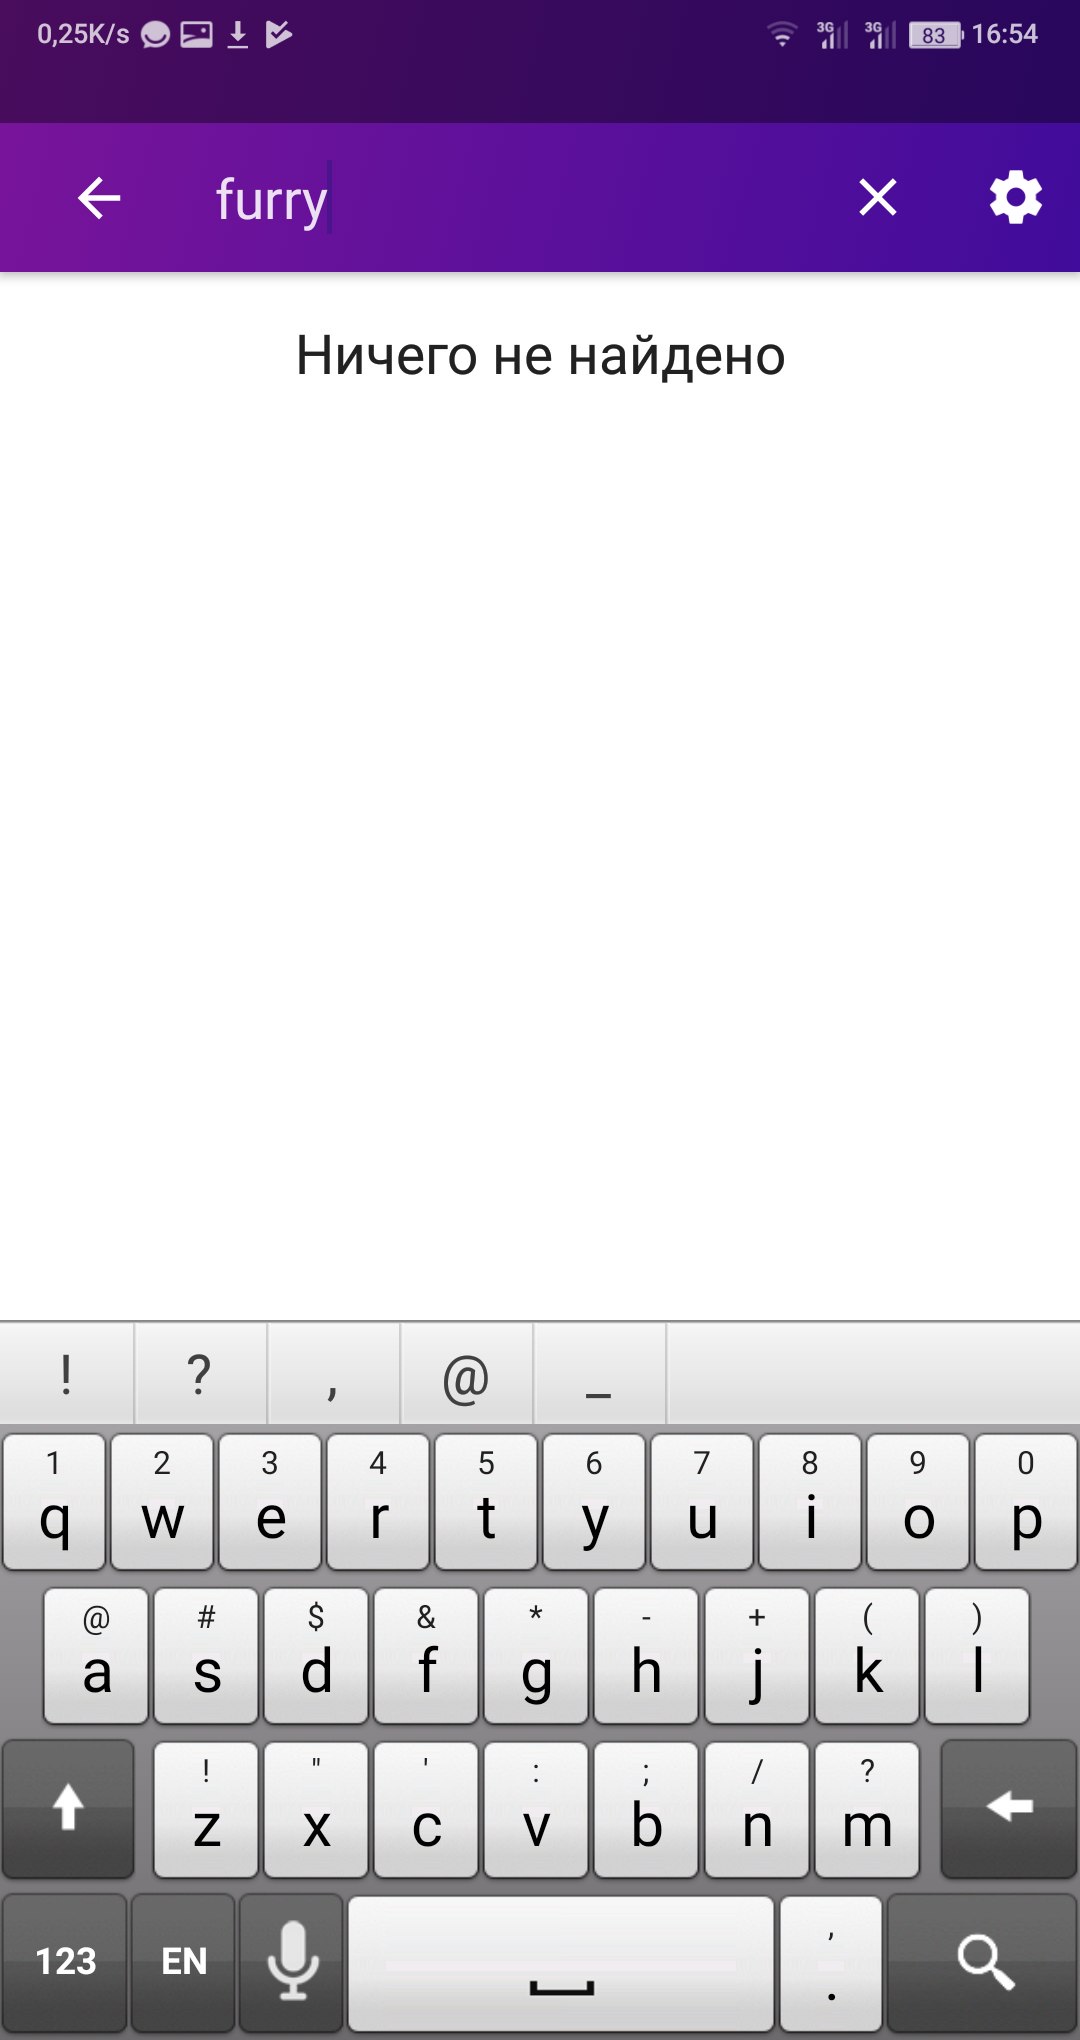 0,25K/s 3G 3G 83 16:54
furry
Ничего не найдено
! ? , @ _
1 2 3 4 5 6 7 8 9 0
q w e r t y u i o p
@ # $ & * - + ( )
a s d f g h j k l
! " ' : ; / ?
z x c v b n m
,
123 EN .